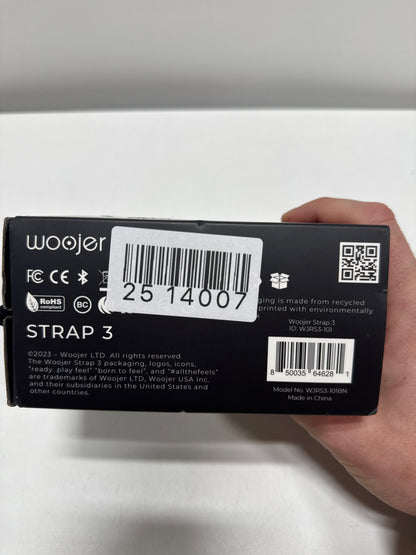 woojer
25 14007
FC CE
RoHS
compliant
BC
ging is made from recycled
printed with environmentally
STRAP 3
Woojer Strap 3
ID: WJRS3-101
©2023 – Woojer LTD. All rights reserved.
The Woojer Strap 3 packaging, logos, icons,
"ready. play feel" "born to feel", and "#allthefeels"
are trademarks of Woojer LTD, Woojer USA Inc.
and their subsidiaries in the United States and
other countries.
8 50035 64628 1
Model No. WJRS3-101BN
Made in China